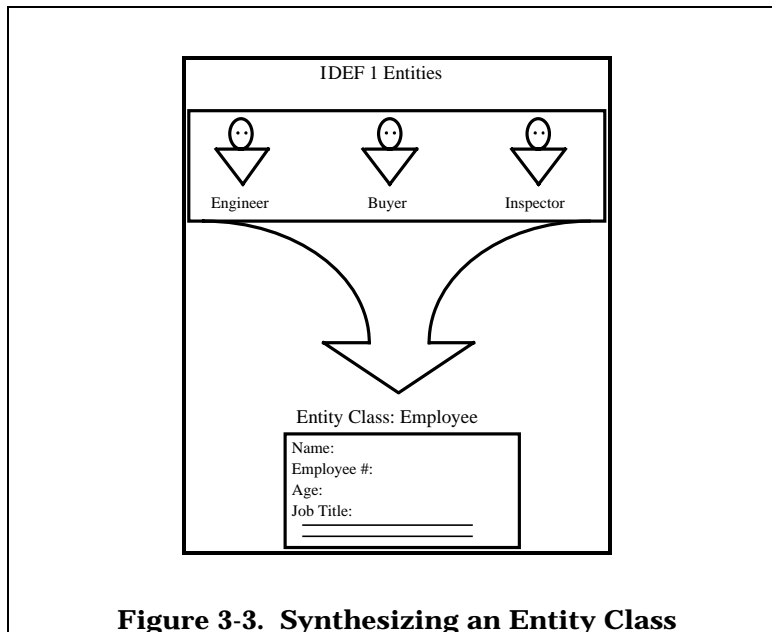 IDEF 1 Entities
Engineer Buyer Inspector
Entity Class: Employee
Name:
Employee #:
Age:
Job Title:
Figure 3-3. Synthesizing an Entity Class